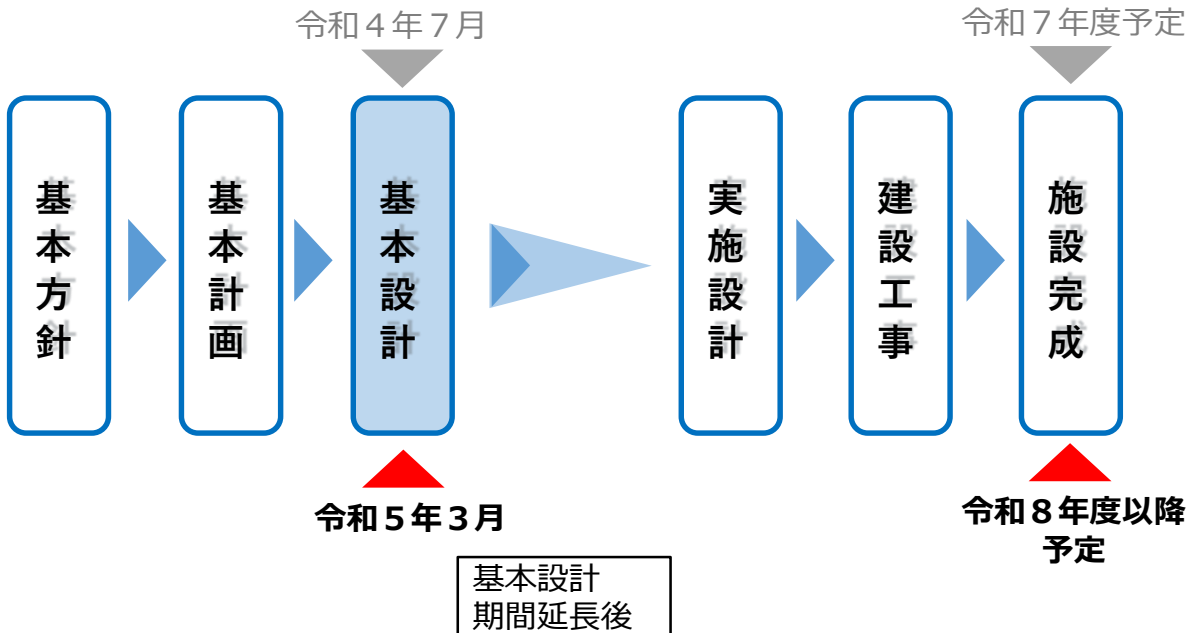 令和４年７月
令和７年度予定
基本方針
基本計画
基本設計
実施設計
建設工事
施設完成
令和５年３月
令和８年度以降
予定
基本設計
期間延長後